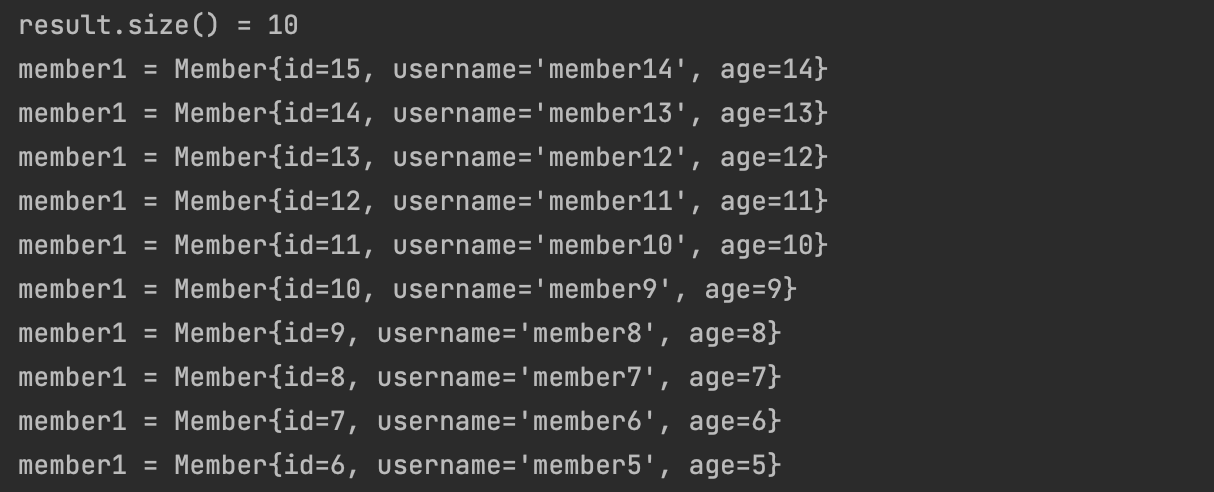 result.size() = 10
member1 = Member{id=15, username='member14', age=14}
member1 = Member{id=14, username='member13', age=13}
member1 = Member{id=13, username='member12', age=12}
member1 = Member{id=12, username='member11', age=11}
member1 = Member{id=11, username='member10', age=10}
member1 = Member{id=10, username='member9', age=9}
member1 = Member{id=9, username='member8', age=8}
member1 = Member{id=8, username='member7', age=7}
member1 = Member{id=7, username='member6', age=6}
member1 = Member{id=6, username='member5', age=5}